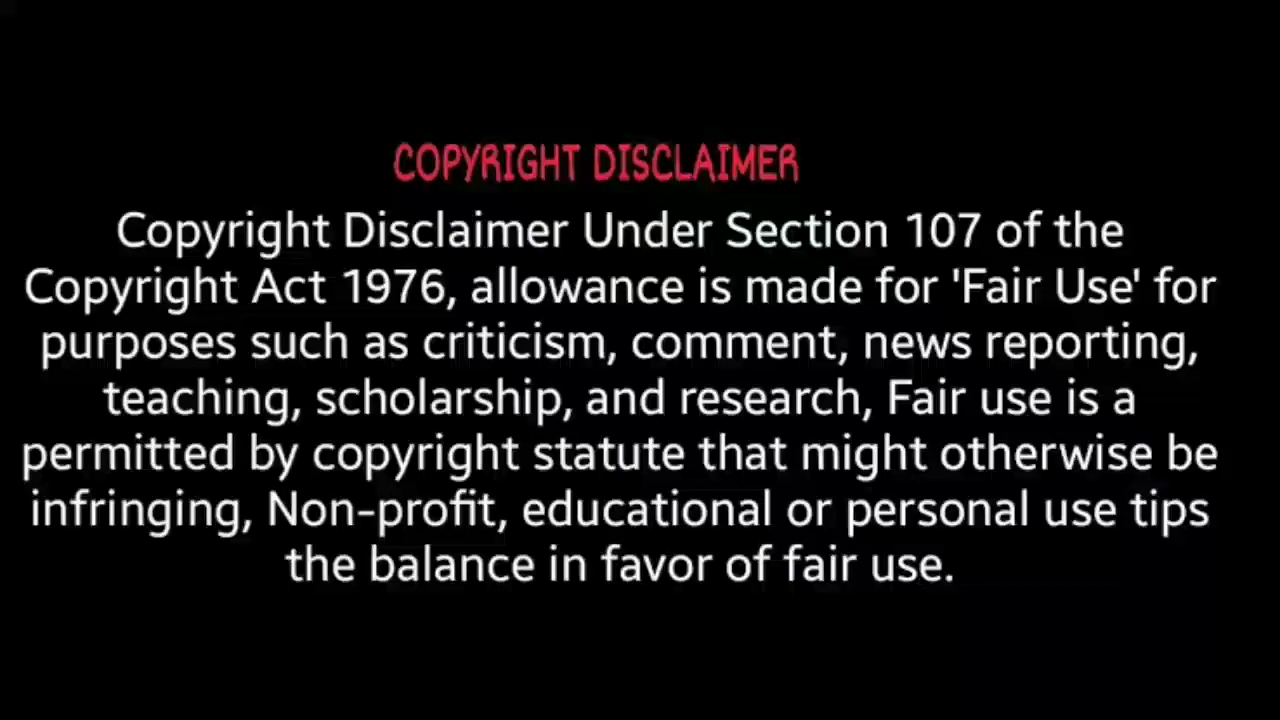 COPYRIGHT DISCLAIMER
Copyright Disclaimer Under Section 107 of the
Copyright Act 1976, allowance is made for 'Fair Use' for
purposes such as criticism, comment, news reporting,
teaching, scholarship, and research, Fair use is a
permitted by copyright statute that might otherwise be
infringing, Non-profit, educational or personal use tips
the balance in favor of fair use.